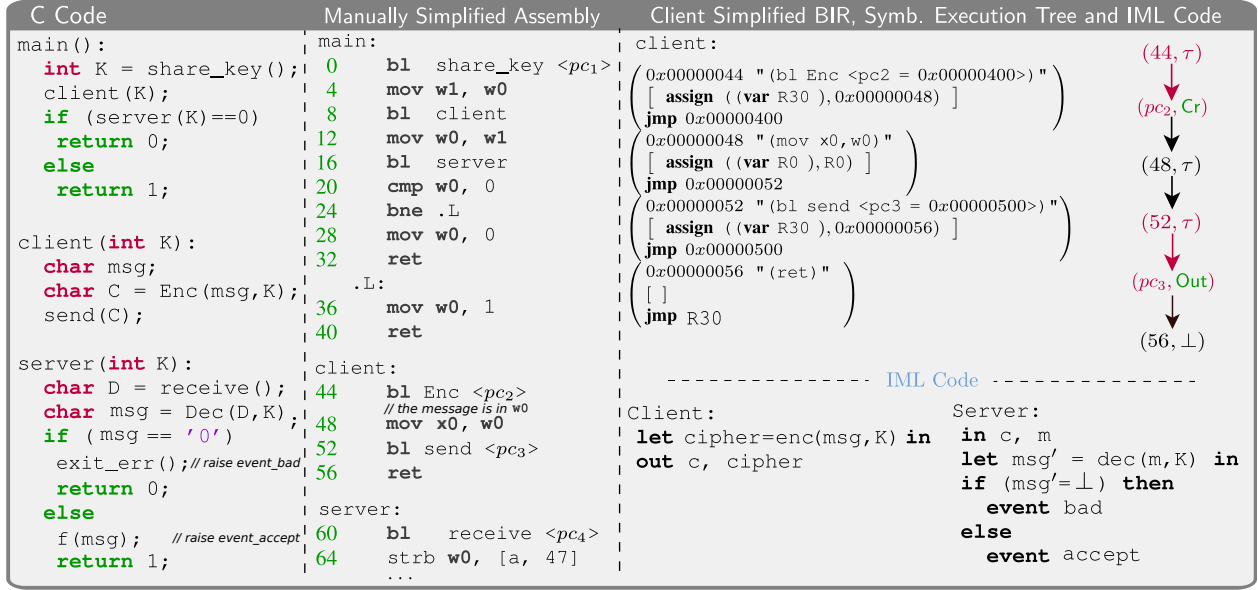 C Code
main():
int K = share_key();
client(K);
if (server(K)==0)
return 0;
else
return 1;
client(int K):
char msg;
char C = Enc(msg,K);
send(C);
server(int K):
char D = receive();
char msg = Dec(D,K);
if (msg == '0')
exit_err(); // raise event_bad
return 0;
else
f(msg); // raise event_accept
return 1;
Manually Simplified Assembly
main:
0 bl share_key <pc1>
4 mov w1, w0
8 bl client
12 mov w0, w1
16 bl server
20 cmp w0, 0
24 bne .L
28 mov w0, 0
32 ret
.L:
36 mov w0, 1
40 ret
client:
44 bl Enc <pc2>
// the message is in w0
48 mov x0, w0
52 bl send <pc3>
56 ret
server:
60 bl receive <pc4>
64 strb w0, [a, 47]
...
Client Simplified BIR, Symb. Execution Tree and IML Code
client:
0x00000044 "(bl Enc <pc2 = 0x00000400>)"
[ assign ((var R30 ),0x00000048) ]
jmp 0x00000400
0x00000048 "(mov x0,w0)"
[ assign ((var R0 ),R0) ]
jmp 0x00000052
0x00000052 "(bl send <pc3 = 0x00000500>)"
[ assign ((var R30 ),0x00000056) ]
jmp 0x00000500
0x00000056 "(ret)"
[ ]
jmp R30
(44, τ)
(pc2, Cr)
(48, τ)
(52, τ)
(pc3, Out)
(56, ⊥)
IML Code
Client:
let cipher=enc(msg,K) in
out c, cipher
Server:
in c, m
let msg′ = dec(m,K) in
if (msg′=⊥) then
event bad
else
event accept